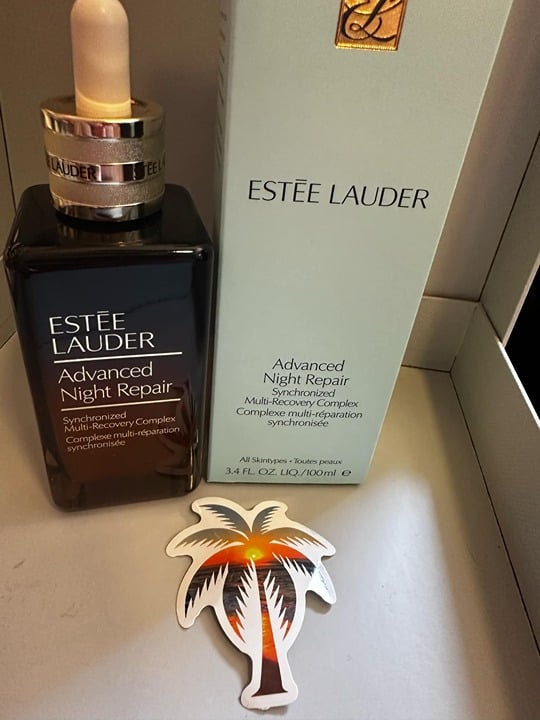 LAUDER ESTĒE
ESTĒE
LAUDER
Advanced
Night Repair
Synchronized
Multi-Recovery Complex
Complexe multi-réparation
synchronisée
ESTĒE LAUDER
Advanced
Night Repair
Synchronized
Multi-Recovery Complex
Complexe multi-réparation
synchronisée
All Skintypes • Toutes peaux
3.4 FL. OZ. LIQ./100 ml ℮